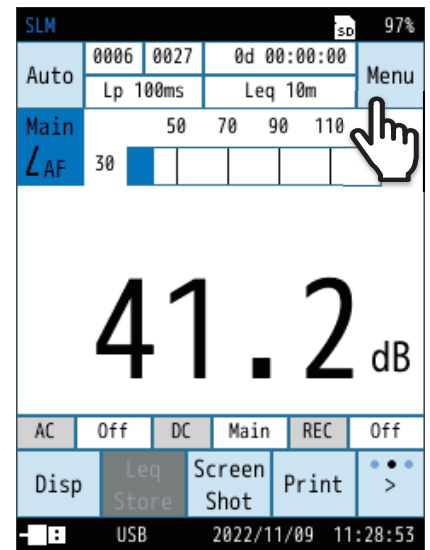 SLM SD 97%
Auto 0006 0027 0d 00:00:00 Menu
Lp 100ms Leq 10m
Main 50 70 90 110
LAF 30
41.2 dB
AC Off DC Main REC Off
Disp Leq Store Screen Shot Print >
USB 2022/11/09 11:28:53